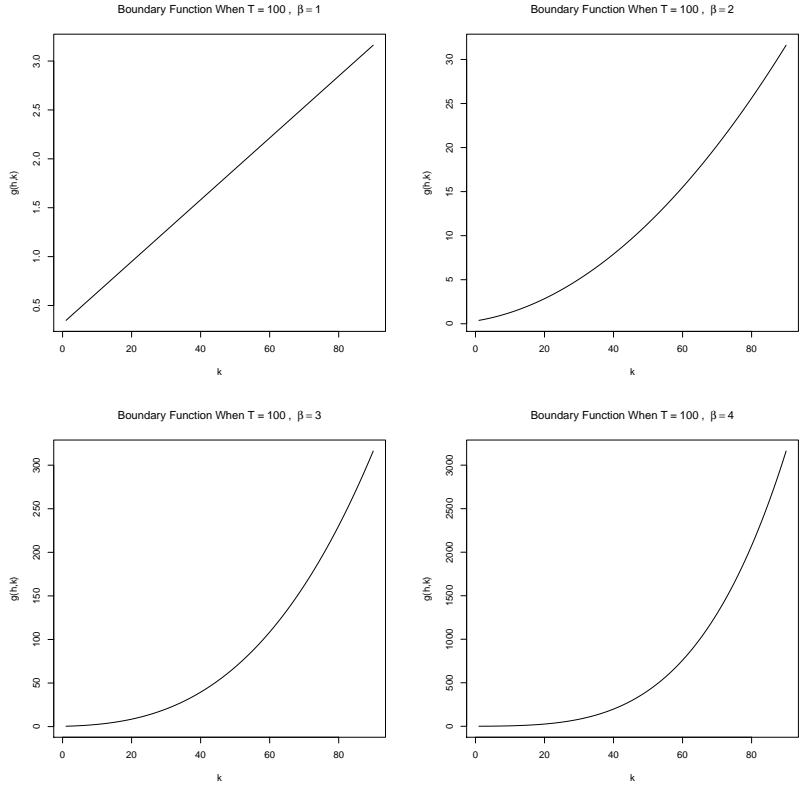 Boundary Function When T = 100 , β = 1
g(h,k)
3.0
2.5
2.0
1.5
1.0
0.5
0 20 40 60 80
k
Boundary Function When T = 100 , β = 2
g(h,k)
30
25
20
15
10
5
0
0 20 40 60 80
k
Boundary Function When T = 100 , β = 3
g(h,k)
300
250
200
150
100
50
0
0 20 40 60 80
k
Boundary Function When T = 100 , β = 4
g(h,k)
3000
2500
2000
1500
1000
500
0
0 20 40 60 80
k